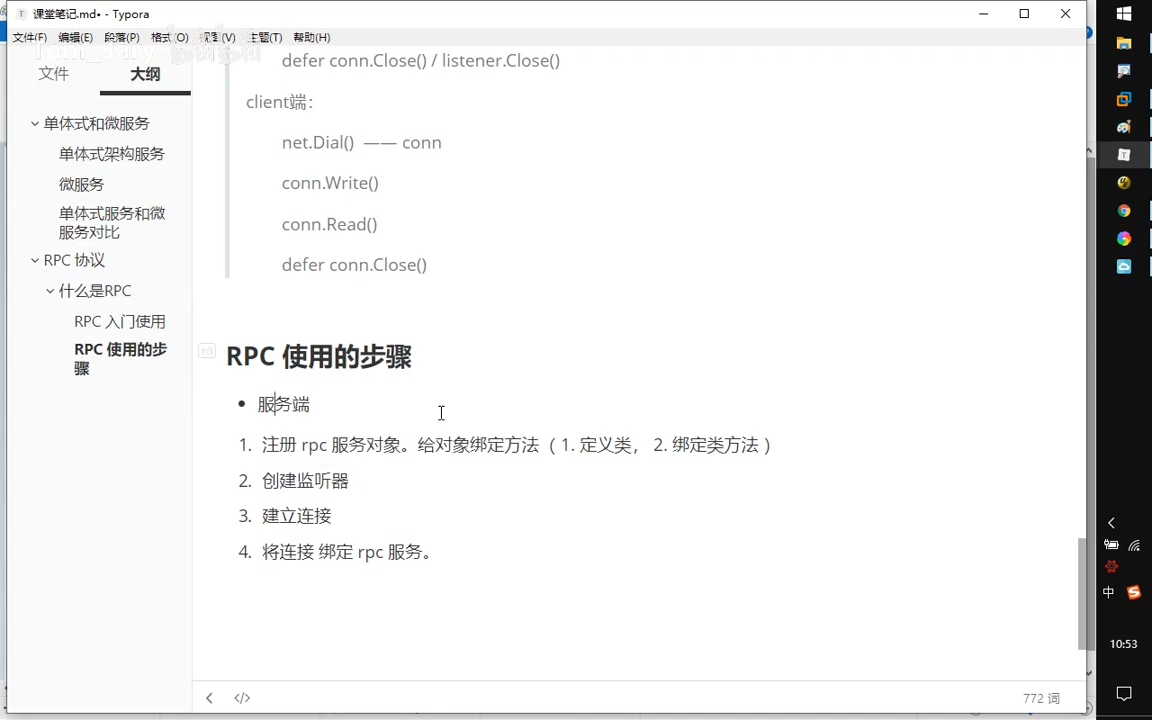 课堂笔记.md• - Typora
文件(F) 编辑(E) 段落(P) 格式(O) 视图(V) 主题(T) 帮助(H)
文件 大纲
单体式和微服务
单体式架构服务
微服务
单体式服务和微
服务对比
RPC 协议
什么是RPC
RPC 入门使用
RPC 使用的步
骤
defer conn.Close() / listener.Close()
client端：
net.Dial() —— conn
conn.Write()
conn.Read()
defer conn.Close()
h3
RPC 使用的步骤
• 服务端
1. 注册 rpc 服务对象。给对象绑定方法（ 1. 定义类， 2. 绑定类方法 ）
2. 创建监听器
3. 建立连接
4. 将连接 绑定 rpc 服务。
772 词
中
10:53